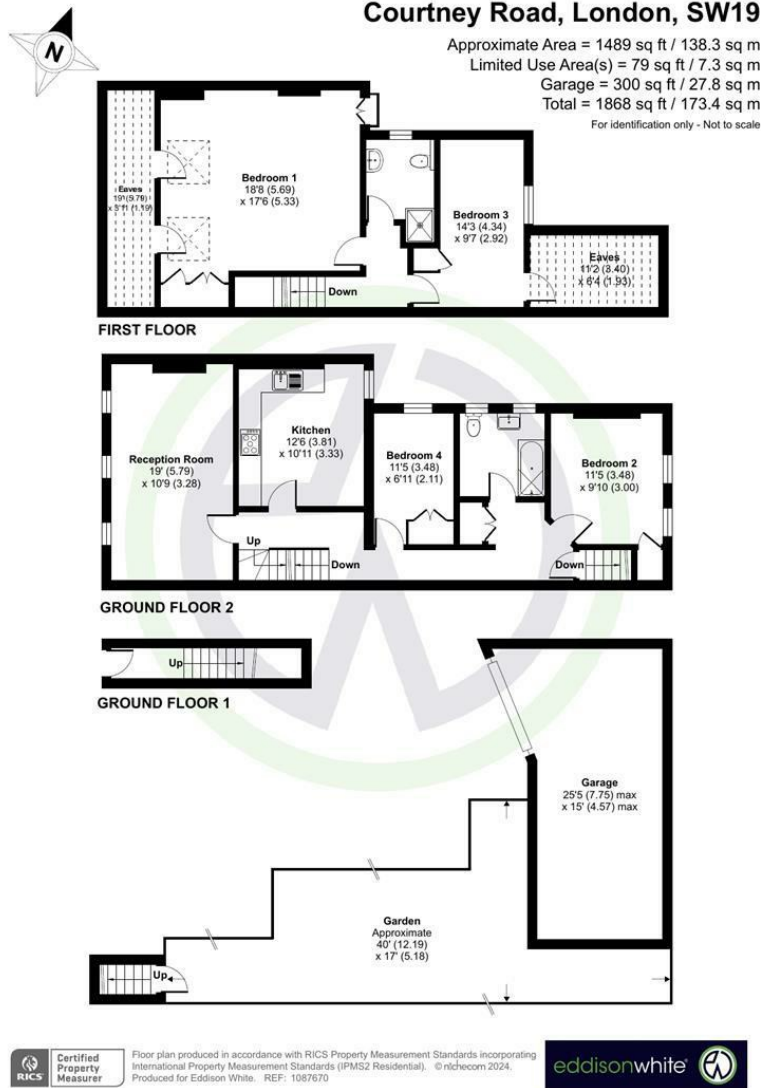 Courtney Road, London, SW19
Approximate Area = 1489 sq ft / 138.3 sq m
Limited Use Area(s) = 79 sq ft / 7.3 sq m
Garage = 300 sq ft / 27.8 sq m
Total = 1868 sq ft / 173.4 sq m
For identification only - Not to scale
N
Eaves
19' (5.79)
x 3'11 (1.19)
Bedroom 1
18'8 (5.69)
x 17'6 (5.33)
Bedroom 3
14'3 (4.34)
x 9'7 (2.92)
Eaves
11'2 (3.40)
x 6'4 (1.93)
Down
FIRST FLOOR
Reception Room
19' (5.79)
x 10'9 (3.28)
Kitchen
12'6 (3.81)
x 10'11 (3.33)
Bedroom 4
11'5 (3.48)
x 6'11 (2.11)
Bedroom 2
11'5 (3.48)
x 9'10 (3.00)
Up
Down
Down
GROUND FLOOR 2
Up
GROUND FLOOR 1
Garage
25'5 (7.75) max
x 15' (4.57) max
Garden
Approximate
40' (12.19)
x 17' (5.18)
Up
RICS
Certified
Property
Measurer
Floor plan produced in accordance with RICS Property Measurement Standards incorporating
International Property Measurement Standards (IPMS2 Residential). © nichecom 2024.
Produced for Eddison White. REF: 1087670
eddisonwhite